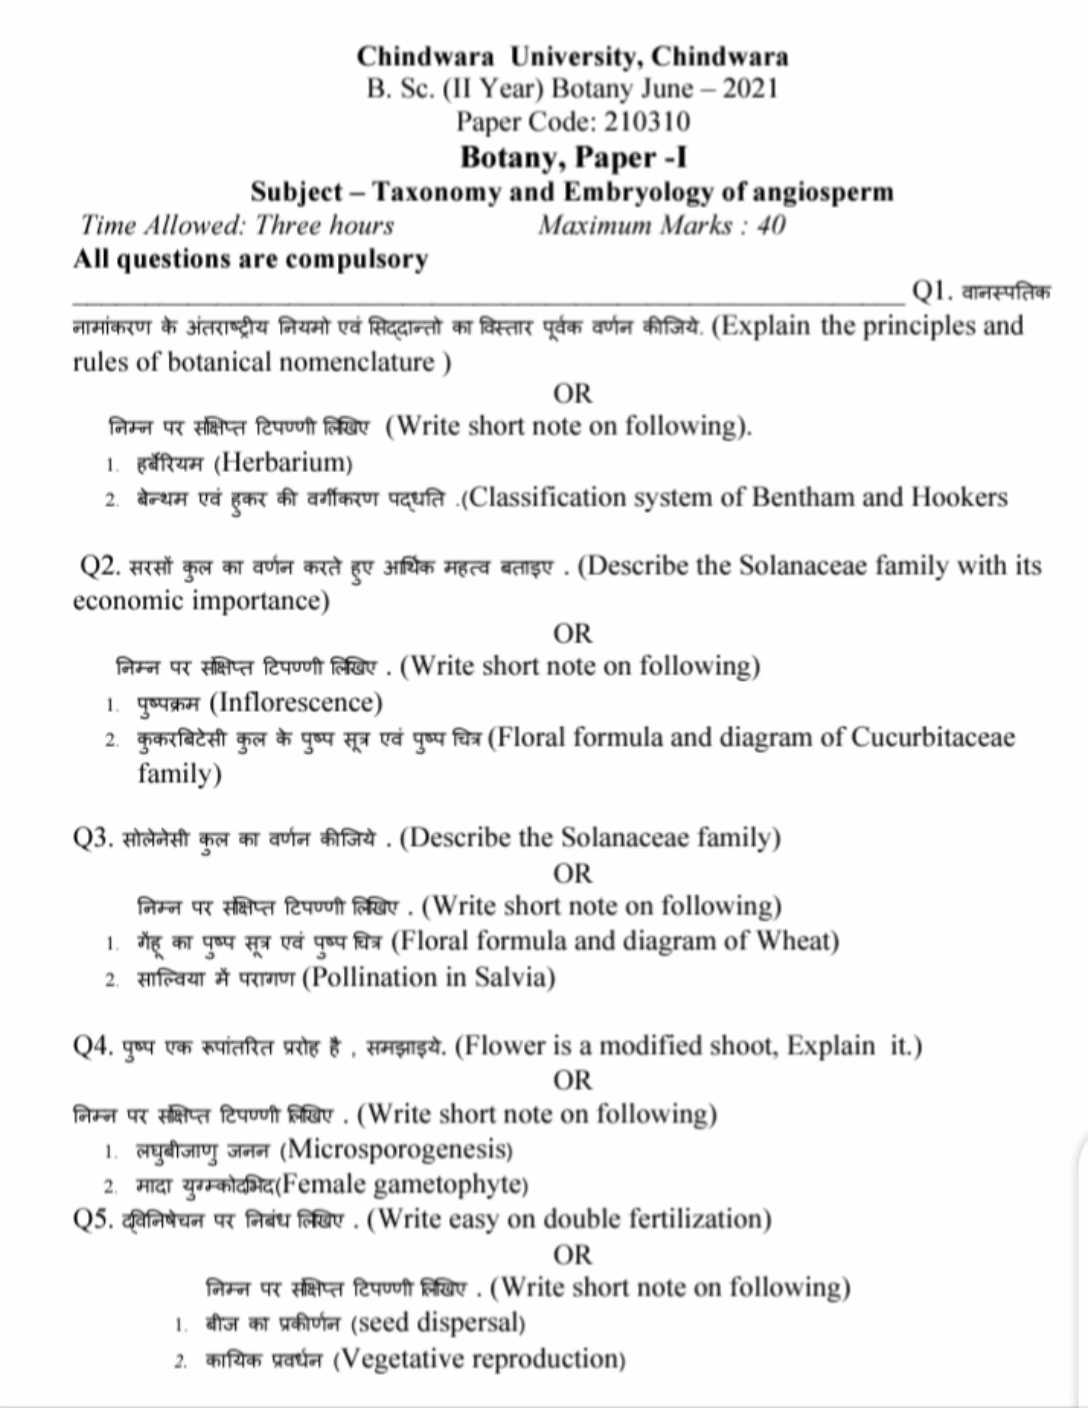 Chindwara University, Chindwara
B. Sc. (II Year) Botany June – 2021
Paper Code: 210310
Botany, Paper -I
Subject – Taxonomy and Embryology of angiosperm
Time Allowed: Three hours Maximum Marks : 40
All questions are compulsory
Q1. वानस्पतिक
नामांकरण के अंतराष्ट्रीय नियमो एवं सिद्दान्तो का विस्तार पूर्वक वर्णन कीजिये. (Explain the principles and
rules of botanical nomenclature )
OR
निम्न पर संक्षिप्त टिपण्णी लिखिए (Write short note on following).
1. हर्बेरियम (Herbarium)
2. बेन्थम एवं हुकर की वर्गीकरण पद्धति .(Classification system of Bentham and Hookers
Q2. सरसों कुल का वर्णन करते हुए आर्थिक महत्व बताइए . (Describe the Solanaceae family with its
economic importance)
OR
निम्न पर संक्षिप्त टिपण्णी लिखिए . (Write short note on following)
1. पुष्पक्रम (Inflorescence)
2. कुकरबिटेसी कुल के पुष्प सूत्र एवं पुष्प चित्र (Floral formula and diagram of Cucurbitaceae
family)
Q3. सोलेनेसी कुल का वर्णन कीजिये . (Describe the Solanaceae family)
OR
निम्न पर संक्षिप्त टिपण्णी लिखिए . (Write short note on following)
1. गेंहू का पुष्प सूत्र एवं पुष्प चित्र (Floral formula and diagram of Wheat)
2. साल्विया में परागण (Pollination in Salvia)
Q4. पुष्प एक रूपांतरित प्ररोह है , समझाइये. (Flower is a modified shoot, Explain it.)
OR
निम्न पर संक्षिप्त टिपण्णी लिखिए . (Write short note on following)
1. लघुबीजाणु जनन (Microsporogenesis)
2. मादा युग्म्कोदभिद(Female gametophyte)
Q5. द्विनिषेचन पर निबंध लिखिए . (Write easy on double fertilization)
OR
निम्न पर संक्षिप्त टिपण्णी लिखिए . (Write short note on following)
1. बीज का प्रकीर्णन (seed dispersal)
2. कायिक प्रवर्धन (Vegetative reproduction)